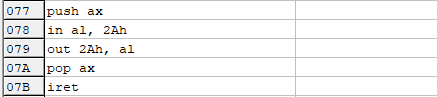 077 push ax
078 in al, 2Ah
079 out 2Ah, al
07A pop ax
07B iret